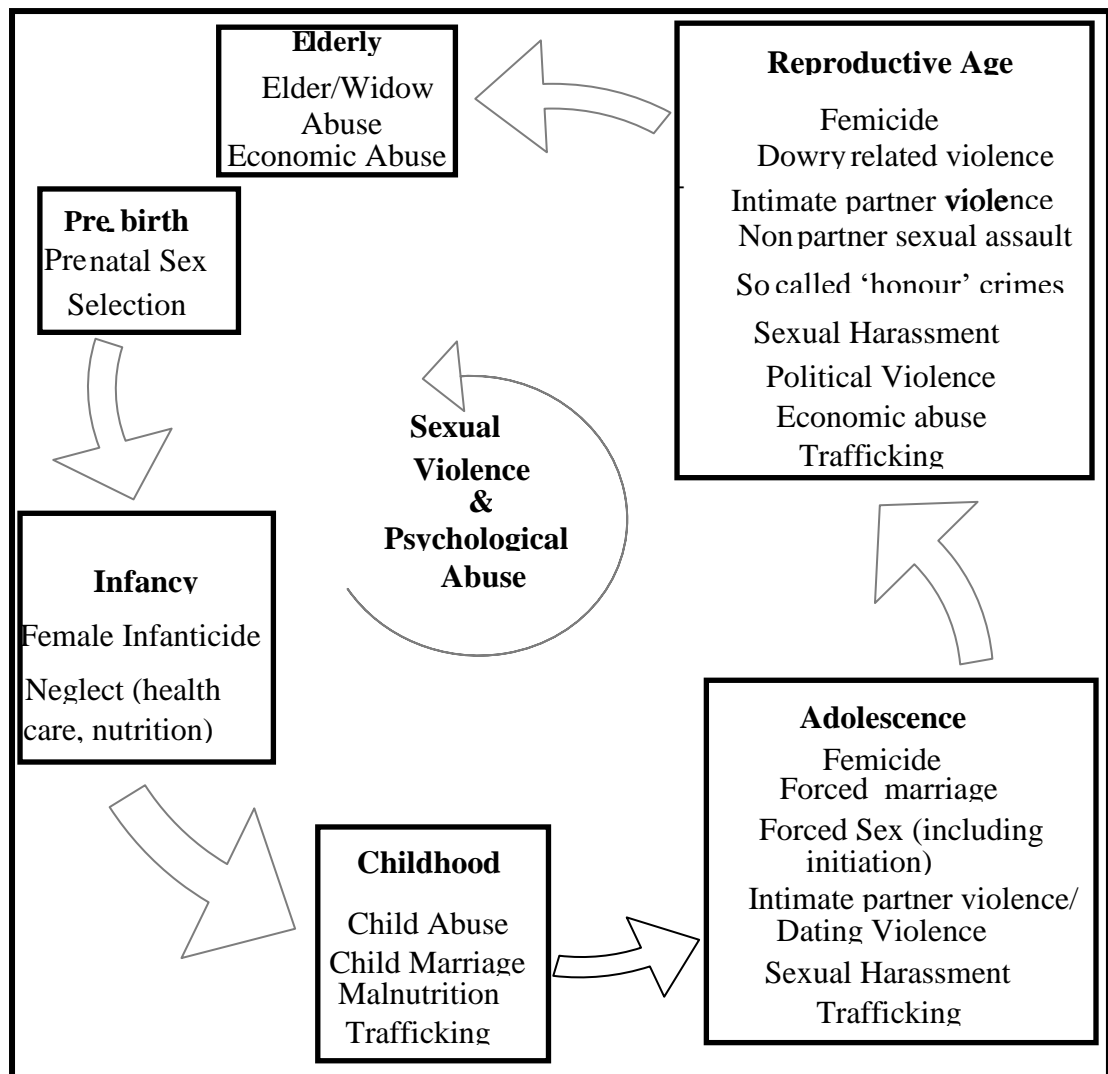 Elderly
Elder/Widow
Abuse
Economic Abuse
Pre birth
Prenatal Sex
Selection
Infancy
Female Infanticide
Neglect (health
care, nutrition)
Childhood
Child Abuse
Child Marriage
Malnutrition
Trafficking
Adolescence
Femicide
Forced marriage
Forced Sex (including
initiation)
Intimate partner violence/
Dating Violence
Sexual Harassment
Trafficking
Reproductive Age
Femicide
Dowry related violence
Intimate partner violence
Non partner sexual assault
So called ‘honour’ crimes
Sexual Harassment
Political Violence
Economic abuse
Trafficking
Sexual
Violence
&
Psychological
Abuse